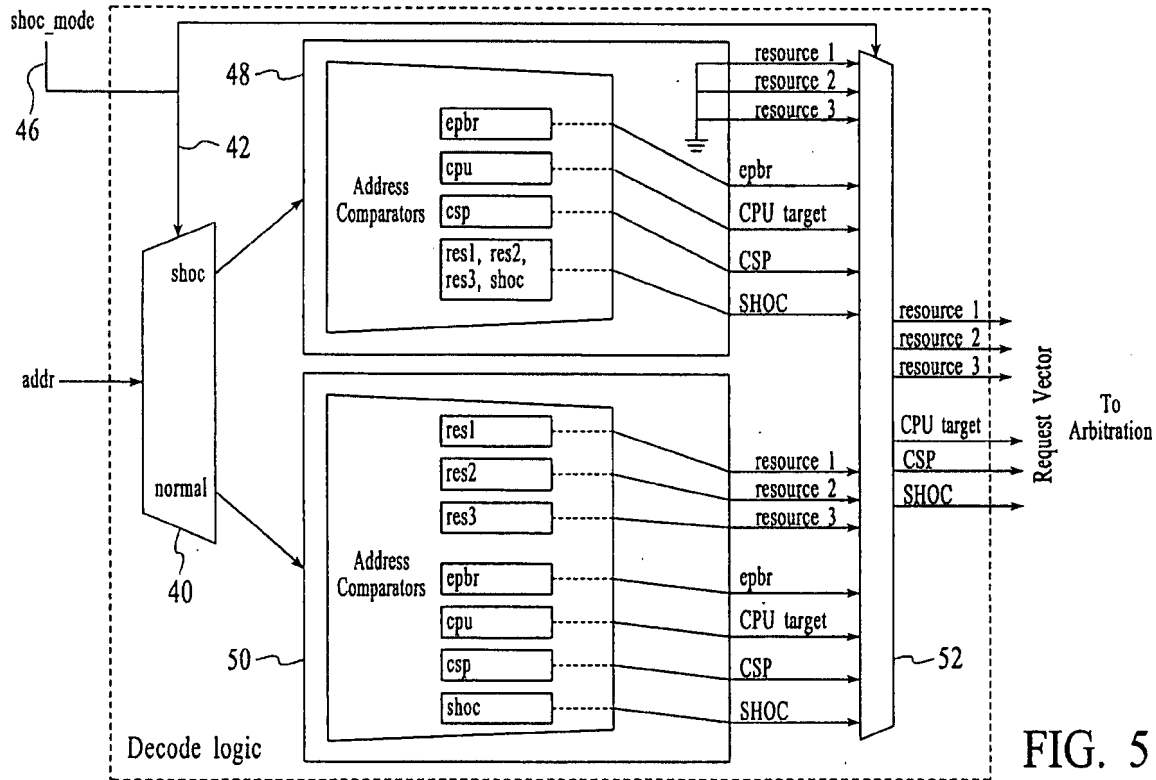 shoc_mode
46
42
48
Address
Comparators
epbr
cpu
csp
res1, res2,
res3, shoc
resource 1
resource 2
resource 3
epbr
CPU target
CSP
SHOC
shoc
addr
normal
40
50
Address
Comparators
res1
res2
res3
epbr
cpu
csp
shoc
resource 1
resource 2
resource 3
epbr
CPU target
CSP
SHOC
52
resource 1
resource 2
resource 3
CPU target
CSP
SHOC
Request Vector
To
Arbitration
Decode logic
FIG. 5